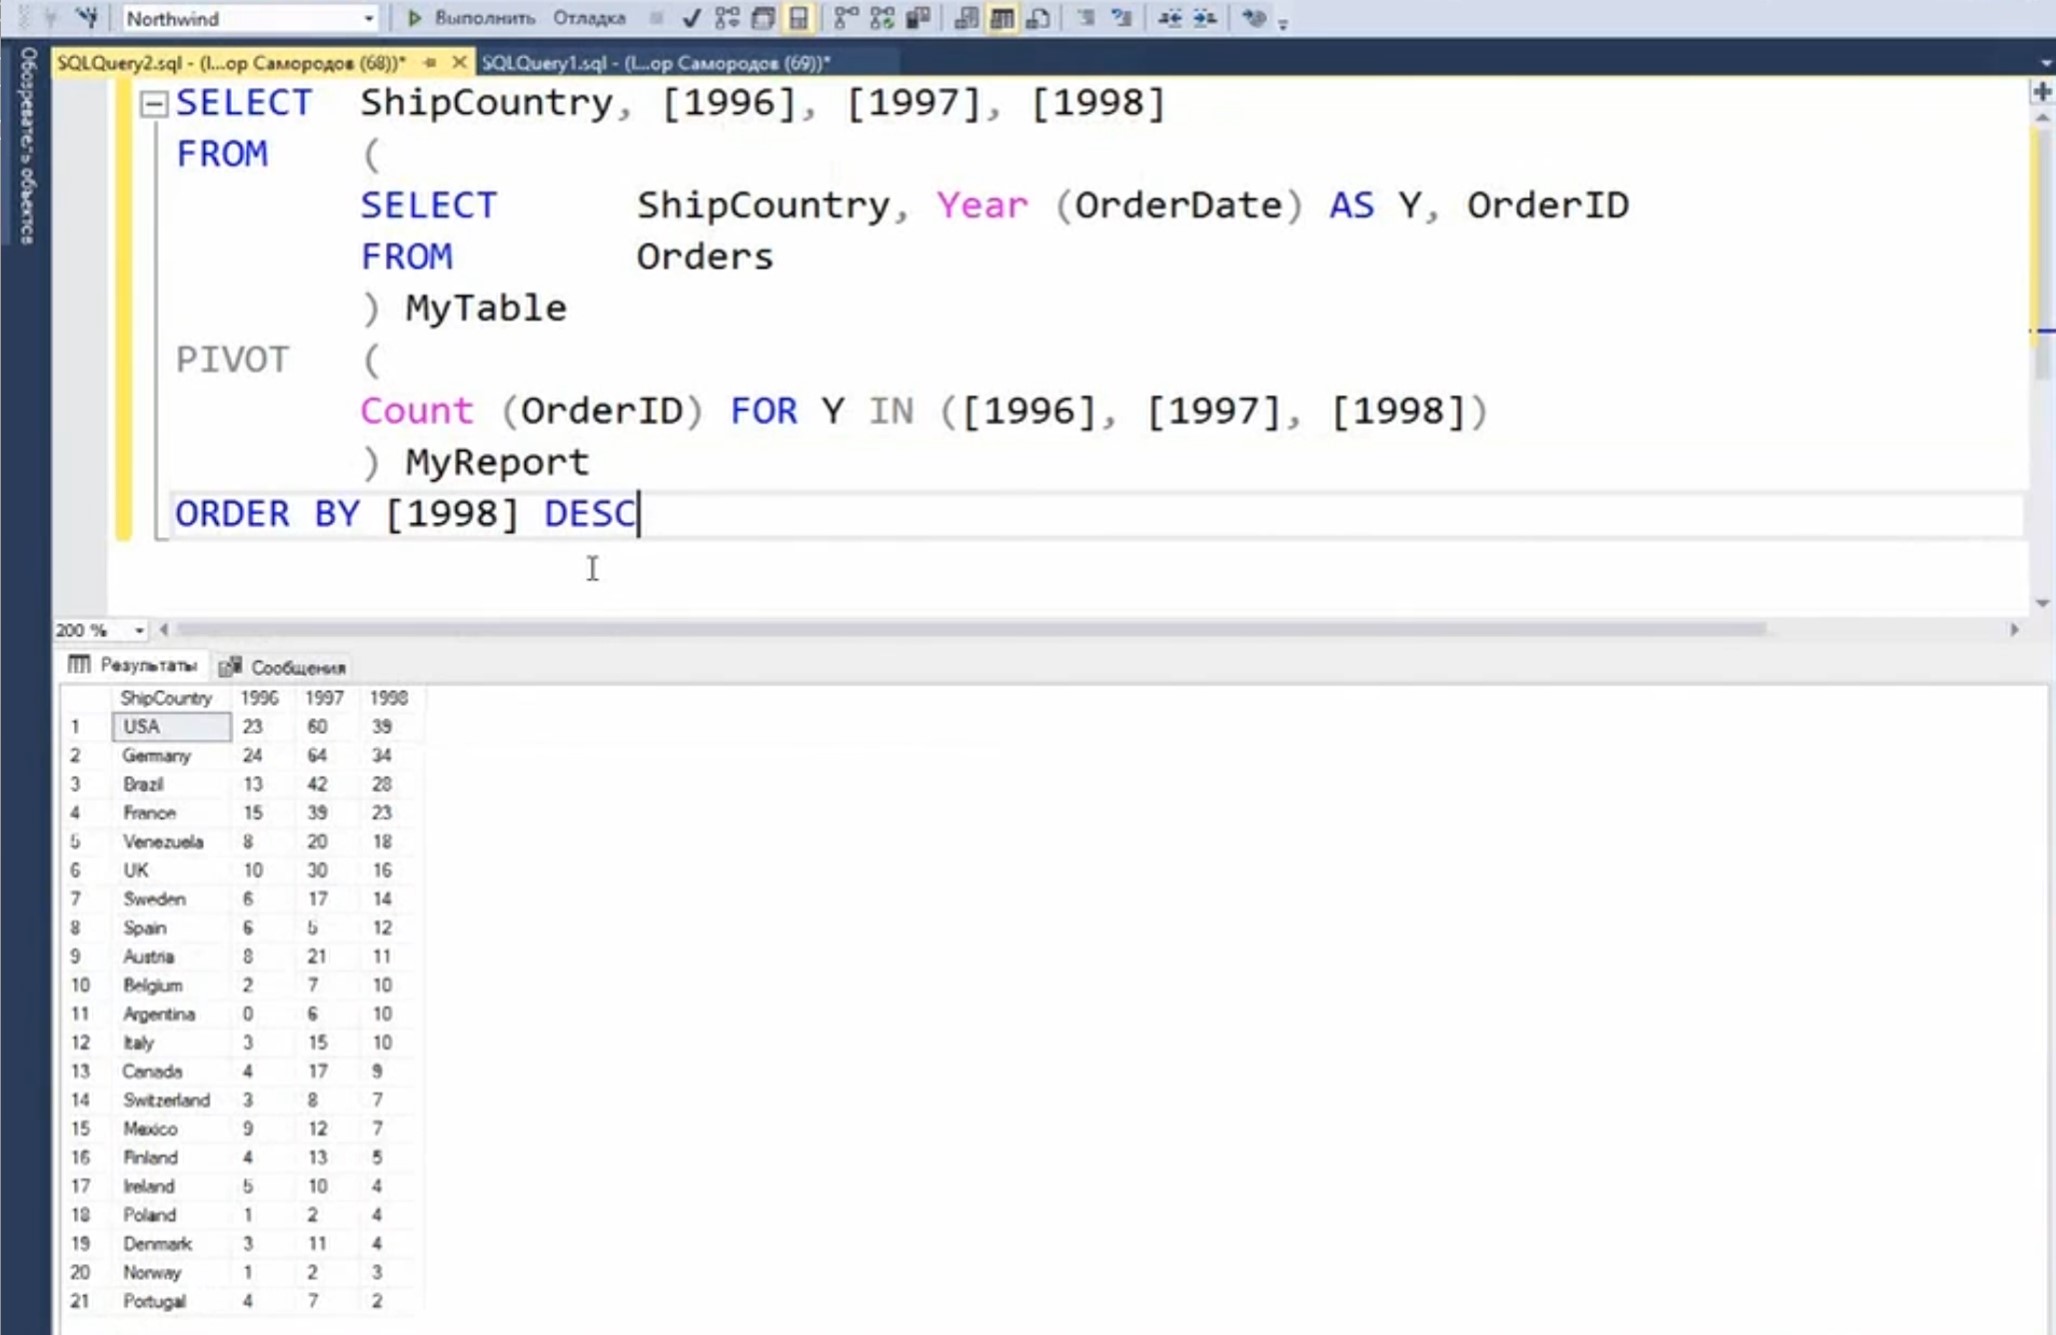 Northwind Выполнить Отладка
SQLQuery2.sql - (l...ор Самородов (68))* SQLQuery1.sql - (l...ор Самородов (69))*
Обозреватель объектов
SELECT ShipCountry, [1996], [1997], [1998]
FROM (
SELECT ShipCountry, Year (OrderDate) AS Y, OrderID
FROM Orders
) MyTable
PIVOT (
Count (OrderID) FOR Y IN ([1996], [1997], [1998])
) MyReport
ORDER BY [1998] DESC
200 %
Результаты Сообщения
ShipCountry 1996 1997 1998
1 USA 23 60 39
2 Germany 24 64 34
3 Brazil 13 42 28
4 France 15 39 23
5 Venezuela 8 20 18
6 UK 10 30 16
7 Sweden 6 17 14
8 Spain 6 5 12
9 Austria 8 21 11
10 Belgium 2 7 10
11 Argentina 0 6 10
12 Italy 3 15 10
13 Canada 4 17 9
14 Switzerland 3 8 7
15 Mexico 9 12 7
16 Finland 4 13 5
17 Ireland 5 10 4
18 Poland 1 2 4
19 Denmark 3 11 4
20 Norway 1 2 3
21 Portugal 4 7 2